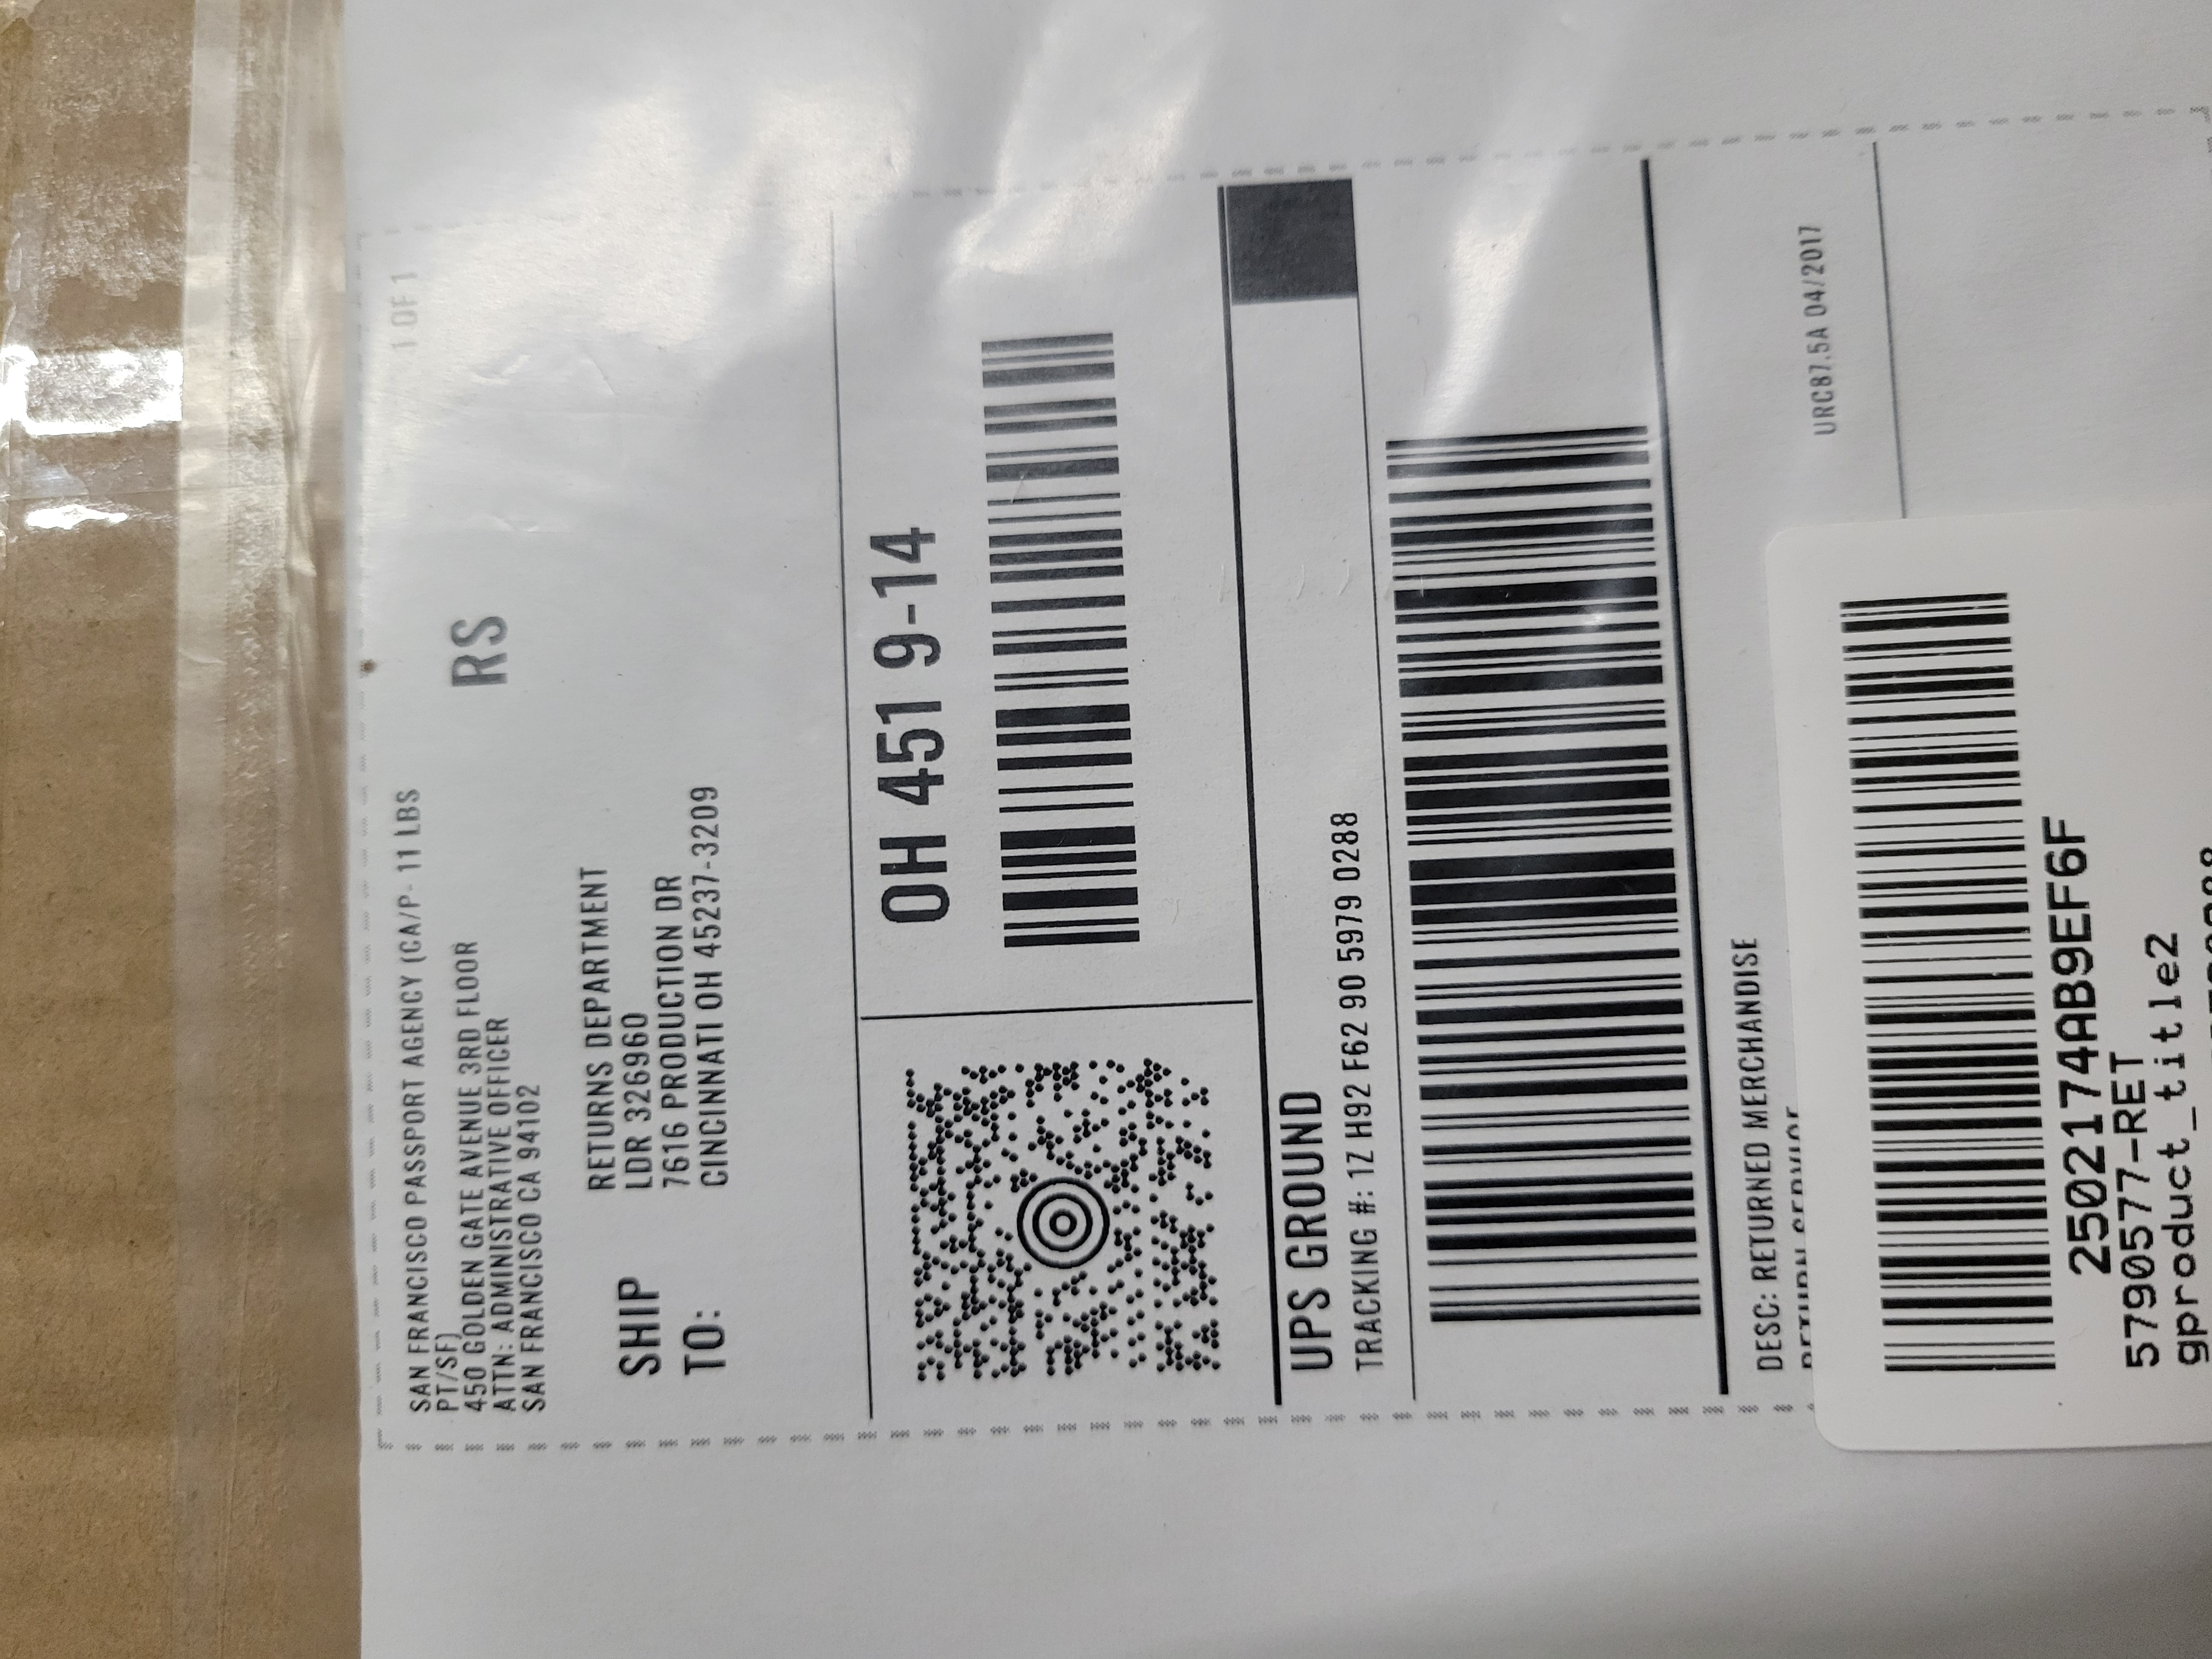 SAN FRANCISCO PASSPORT AGENCY (CA/P- 11 LBS
1 OF 1
PT/SF)
450 GOLDEN GATE AVENUE 3RD FLOOR
ATTN: ADMINISTRATIVE OFFICER
SAN FRANCISCO CA 94102
RS
SHIP
TO:
RETURNS DEPARTMENT
LDR 326960
7616 PRODUCTION DR
CINCINNATI OH 45237-3209
OH 451 9-14
UPS GROUND
TRACKING #: 1Z H92 F62 90 5979 0288
DESC: RETURNED MERCHANDISE
RETURN SERVICE
URC87.5A 04/2017
2502174AB9EF6F
5790577-RET
gproduct_title2